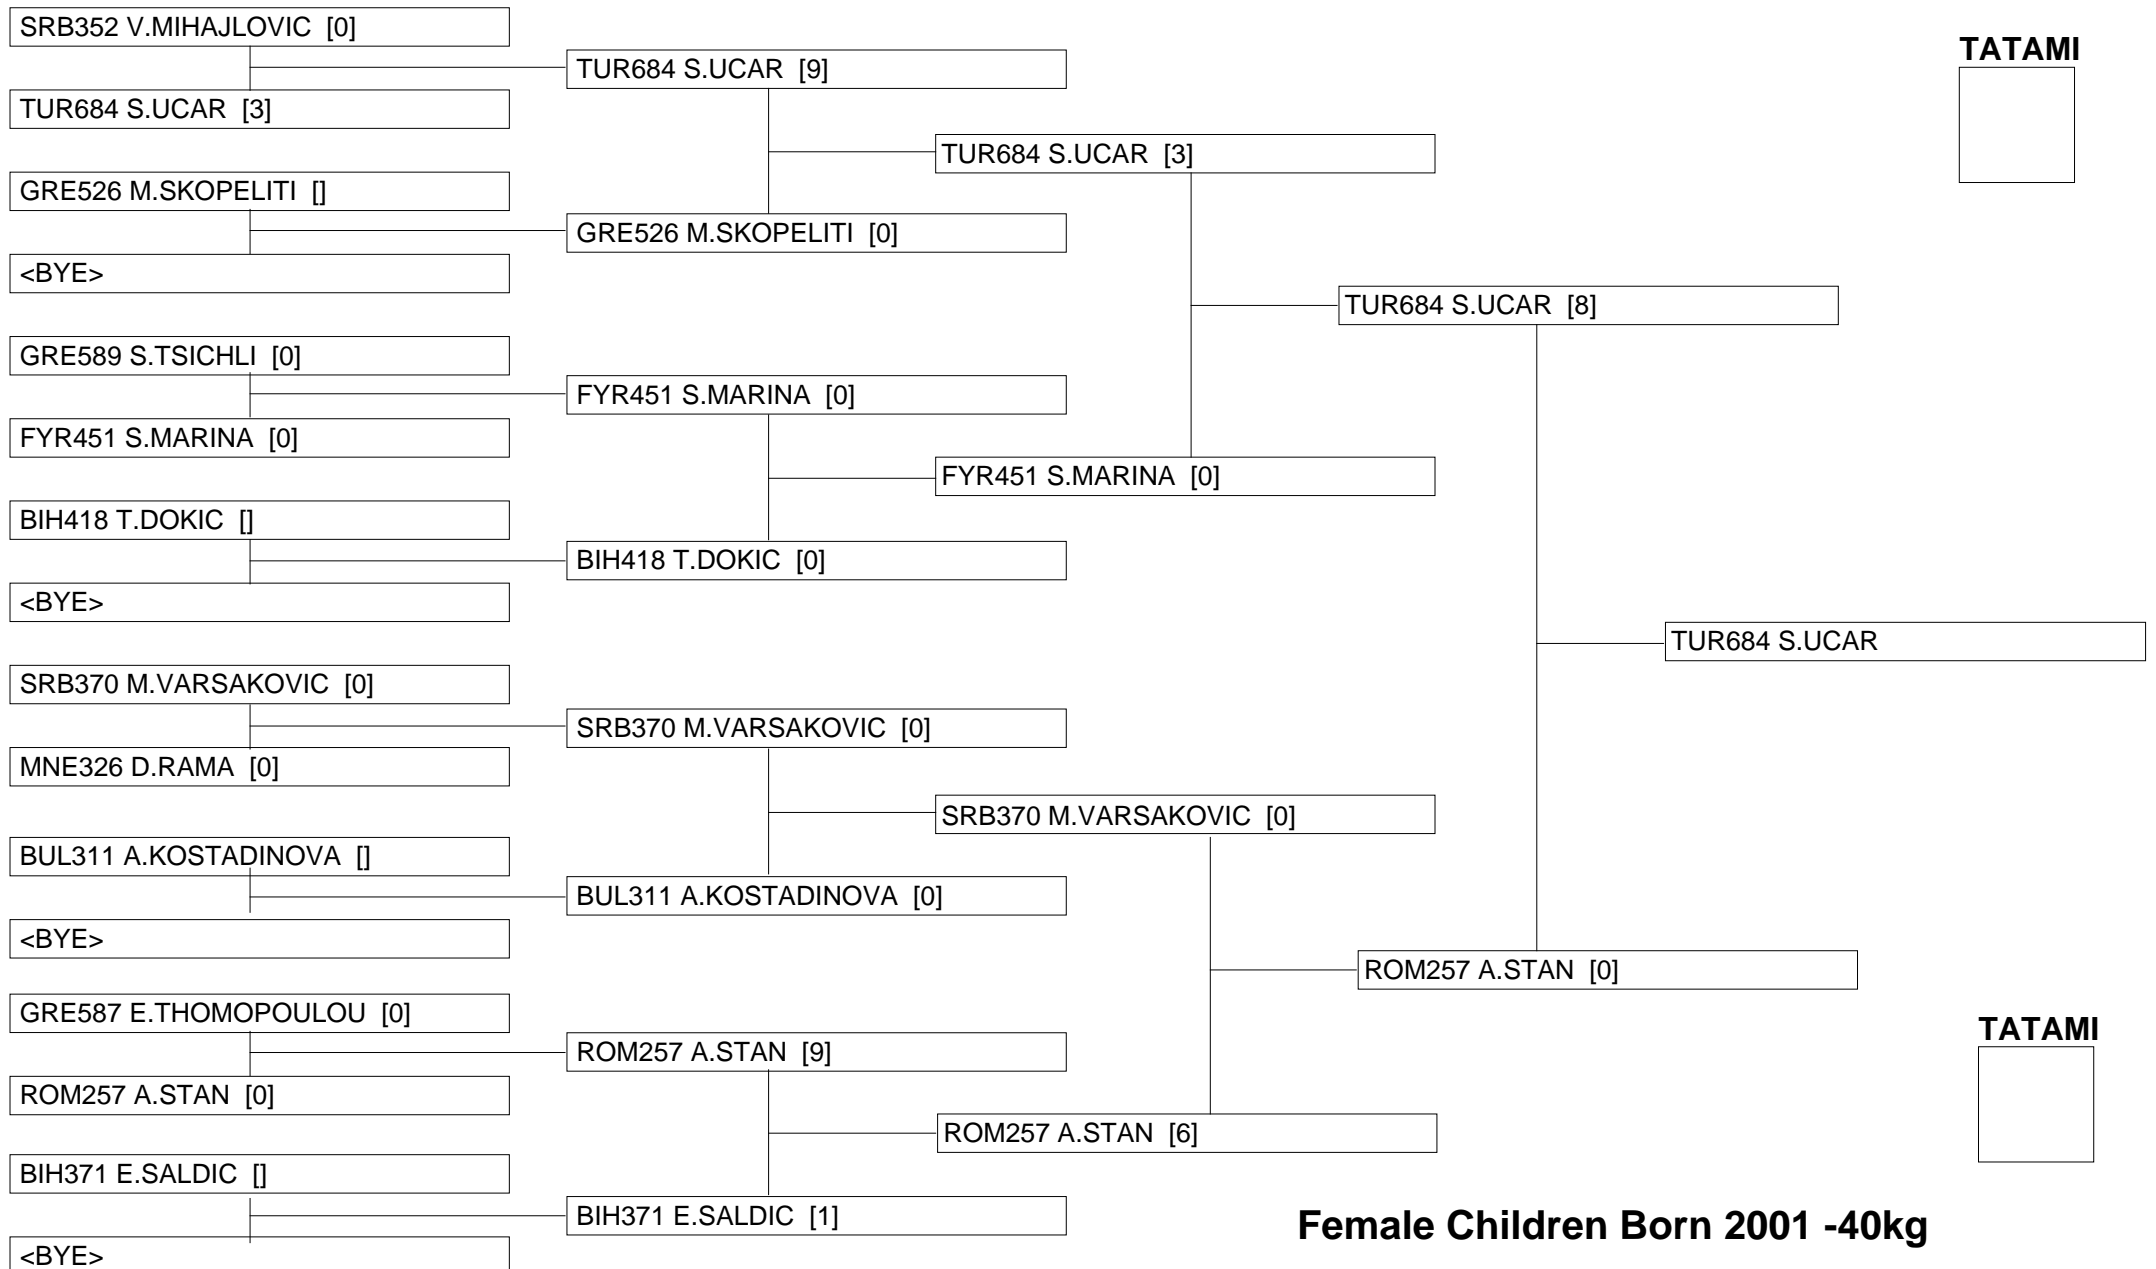 SRB352 V.MIHAJLOVIC [0]
TUR684 S.UCAR [3]
GRE526 M.SKOPELITI []
<BYE>
GRE589 S.TSICHLI [0]
FYR451 S.MARINA [0]
BIH418 T.DOKIC []
<BYE>
SRB370 M.VARSAKOVIC [0]
MNE326 D.RAMA [0]
BUL311 A.KOSTADINOVA []
<BYE>
GRE587 E.THOMOPOULOU [0]
ROM257 A.STAN [0]
BIH371 E.SALDIC []
<BYE>
TUR684 S.UCAR [9]
GRE526 M.SKOPELITI [0]
FYR451 S.MARINA [0]
BIH418 T.DOKIC [0]
SRB370 M.VARSAKOVIC [0]
BUL311 A.KOSTADINOVA [0]
ROM257 A.STAN [9]
BIH371 E.SALDIC [1]
TUR684 S.UCAR [3]
FYR451 S.MARINA [0]
SRB370 M.VARSAKOVIC [0]
ROM257 A.STAN [6]
TUR684 S.UCAR [8]
ROM257 A.STAN [0]
TUR684 S.UCAR
TATAMI
TATAMI
Female Children Born 2001 -40kg